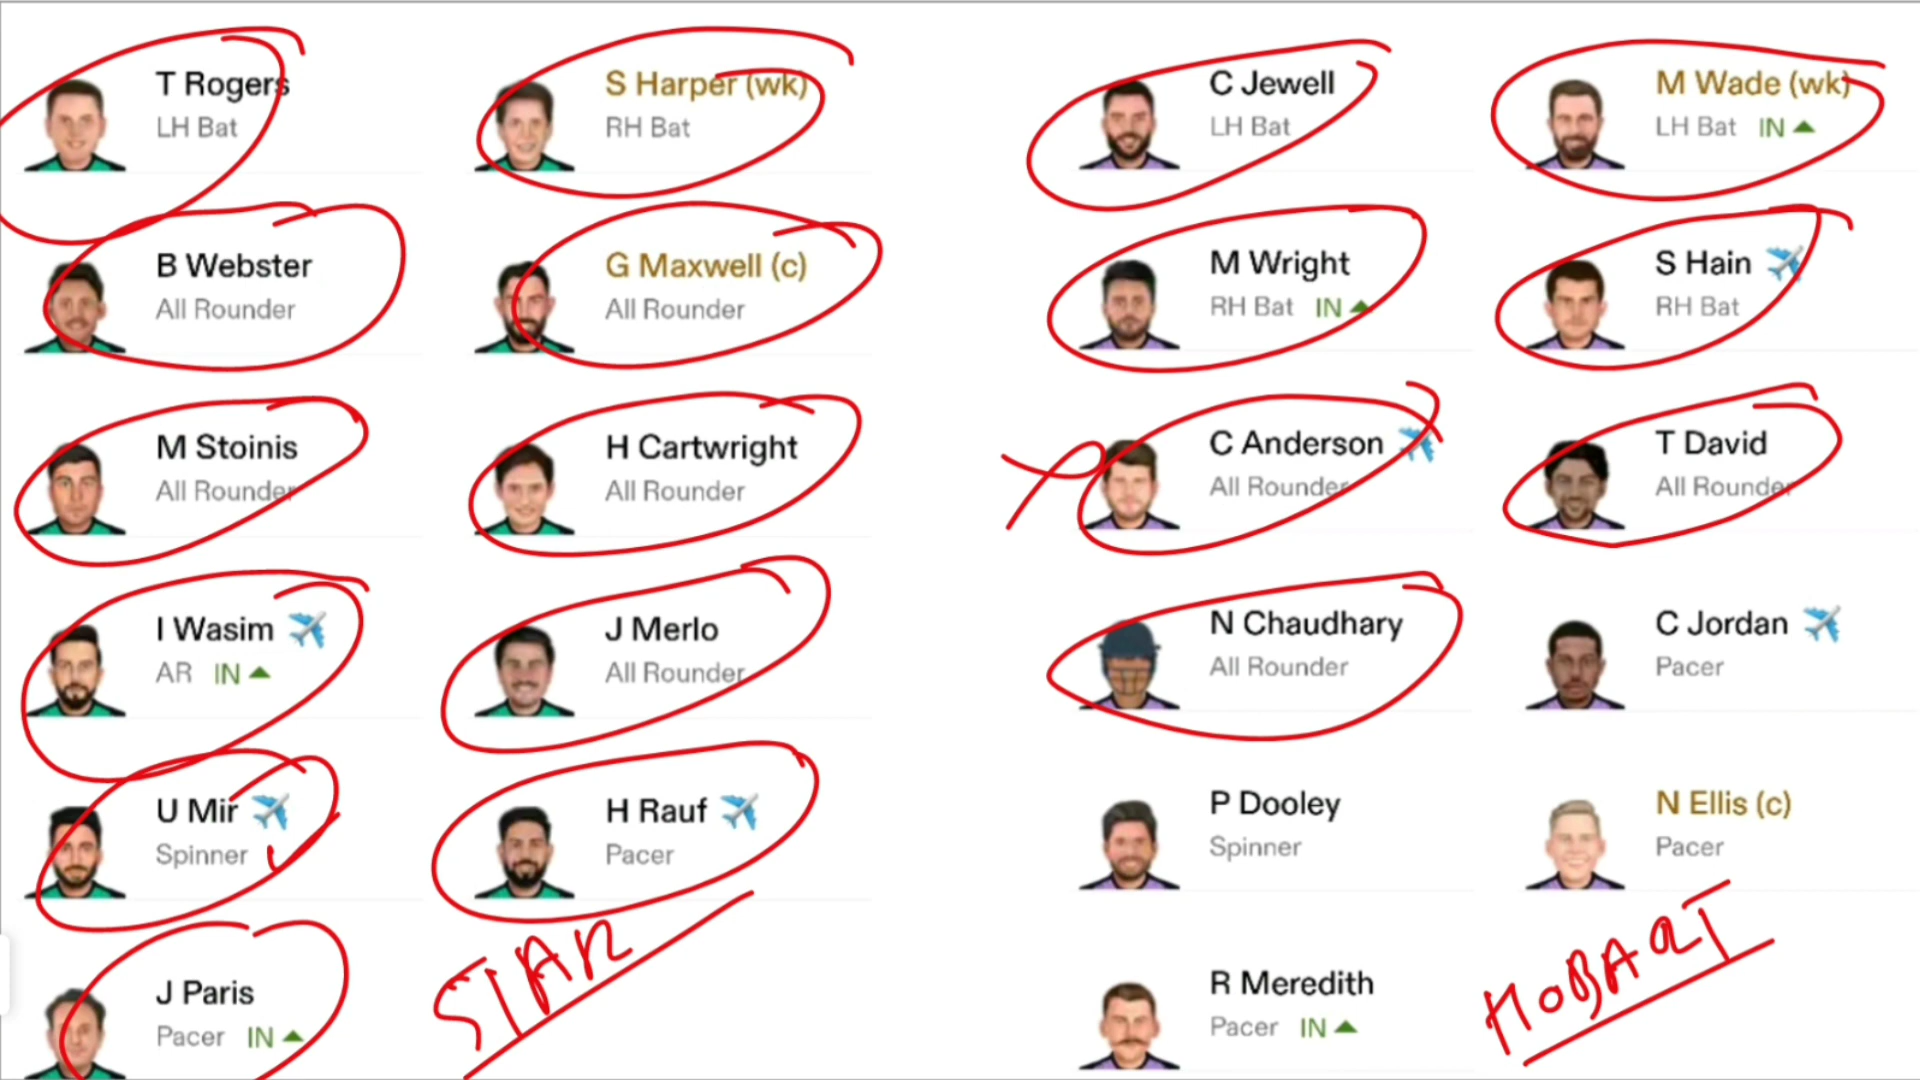 T Rogers
LH Bat
S Harper (wk)
RH Bat
B Webster
All Rounder
G Maxwell (c)
All Rounder
M Stoinis
All Rounder
H Cartwright
All Rounder
I Wasim
AR IN
J Merlo
All Rounder
U Mir
Spinner
H Rauf
Pacer
J Paris
Pacer IN
STAR
C Jewell
LH Bat
M Wade (wk)
LH Bat IN
M Wright
RH Bat IN
S Hain
RH Bat
C Anderson
All Rounder
T David
All Rounder
N Chaudhary
All Rounder
C Jordan
Pacer
P Dooley
Spinner
N Ellis (c)
Pacer
R Meredith
Pacer IN
HOBART